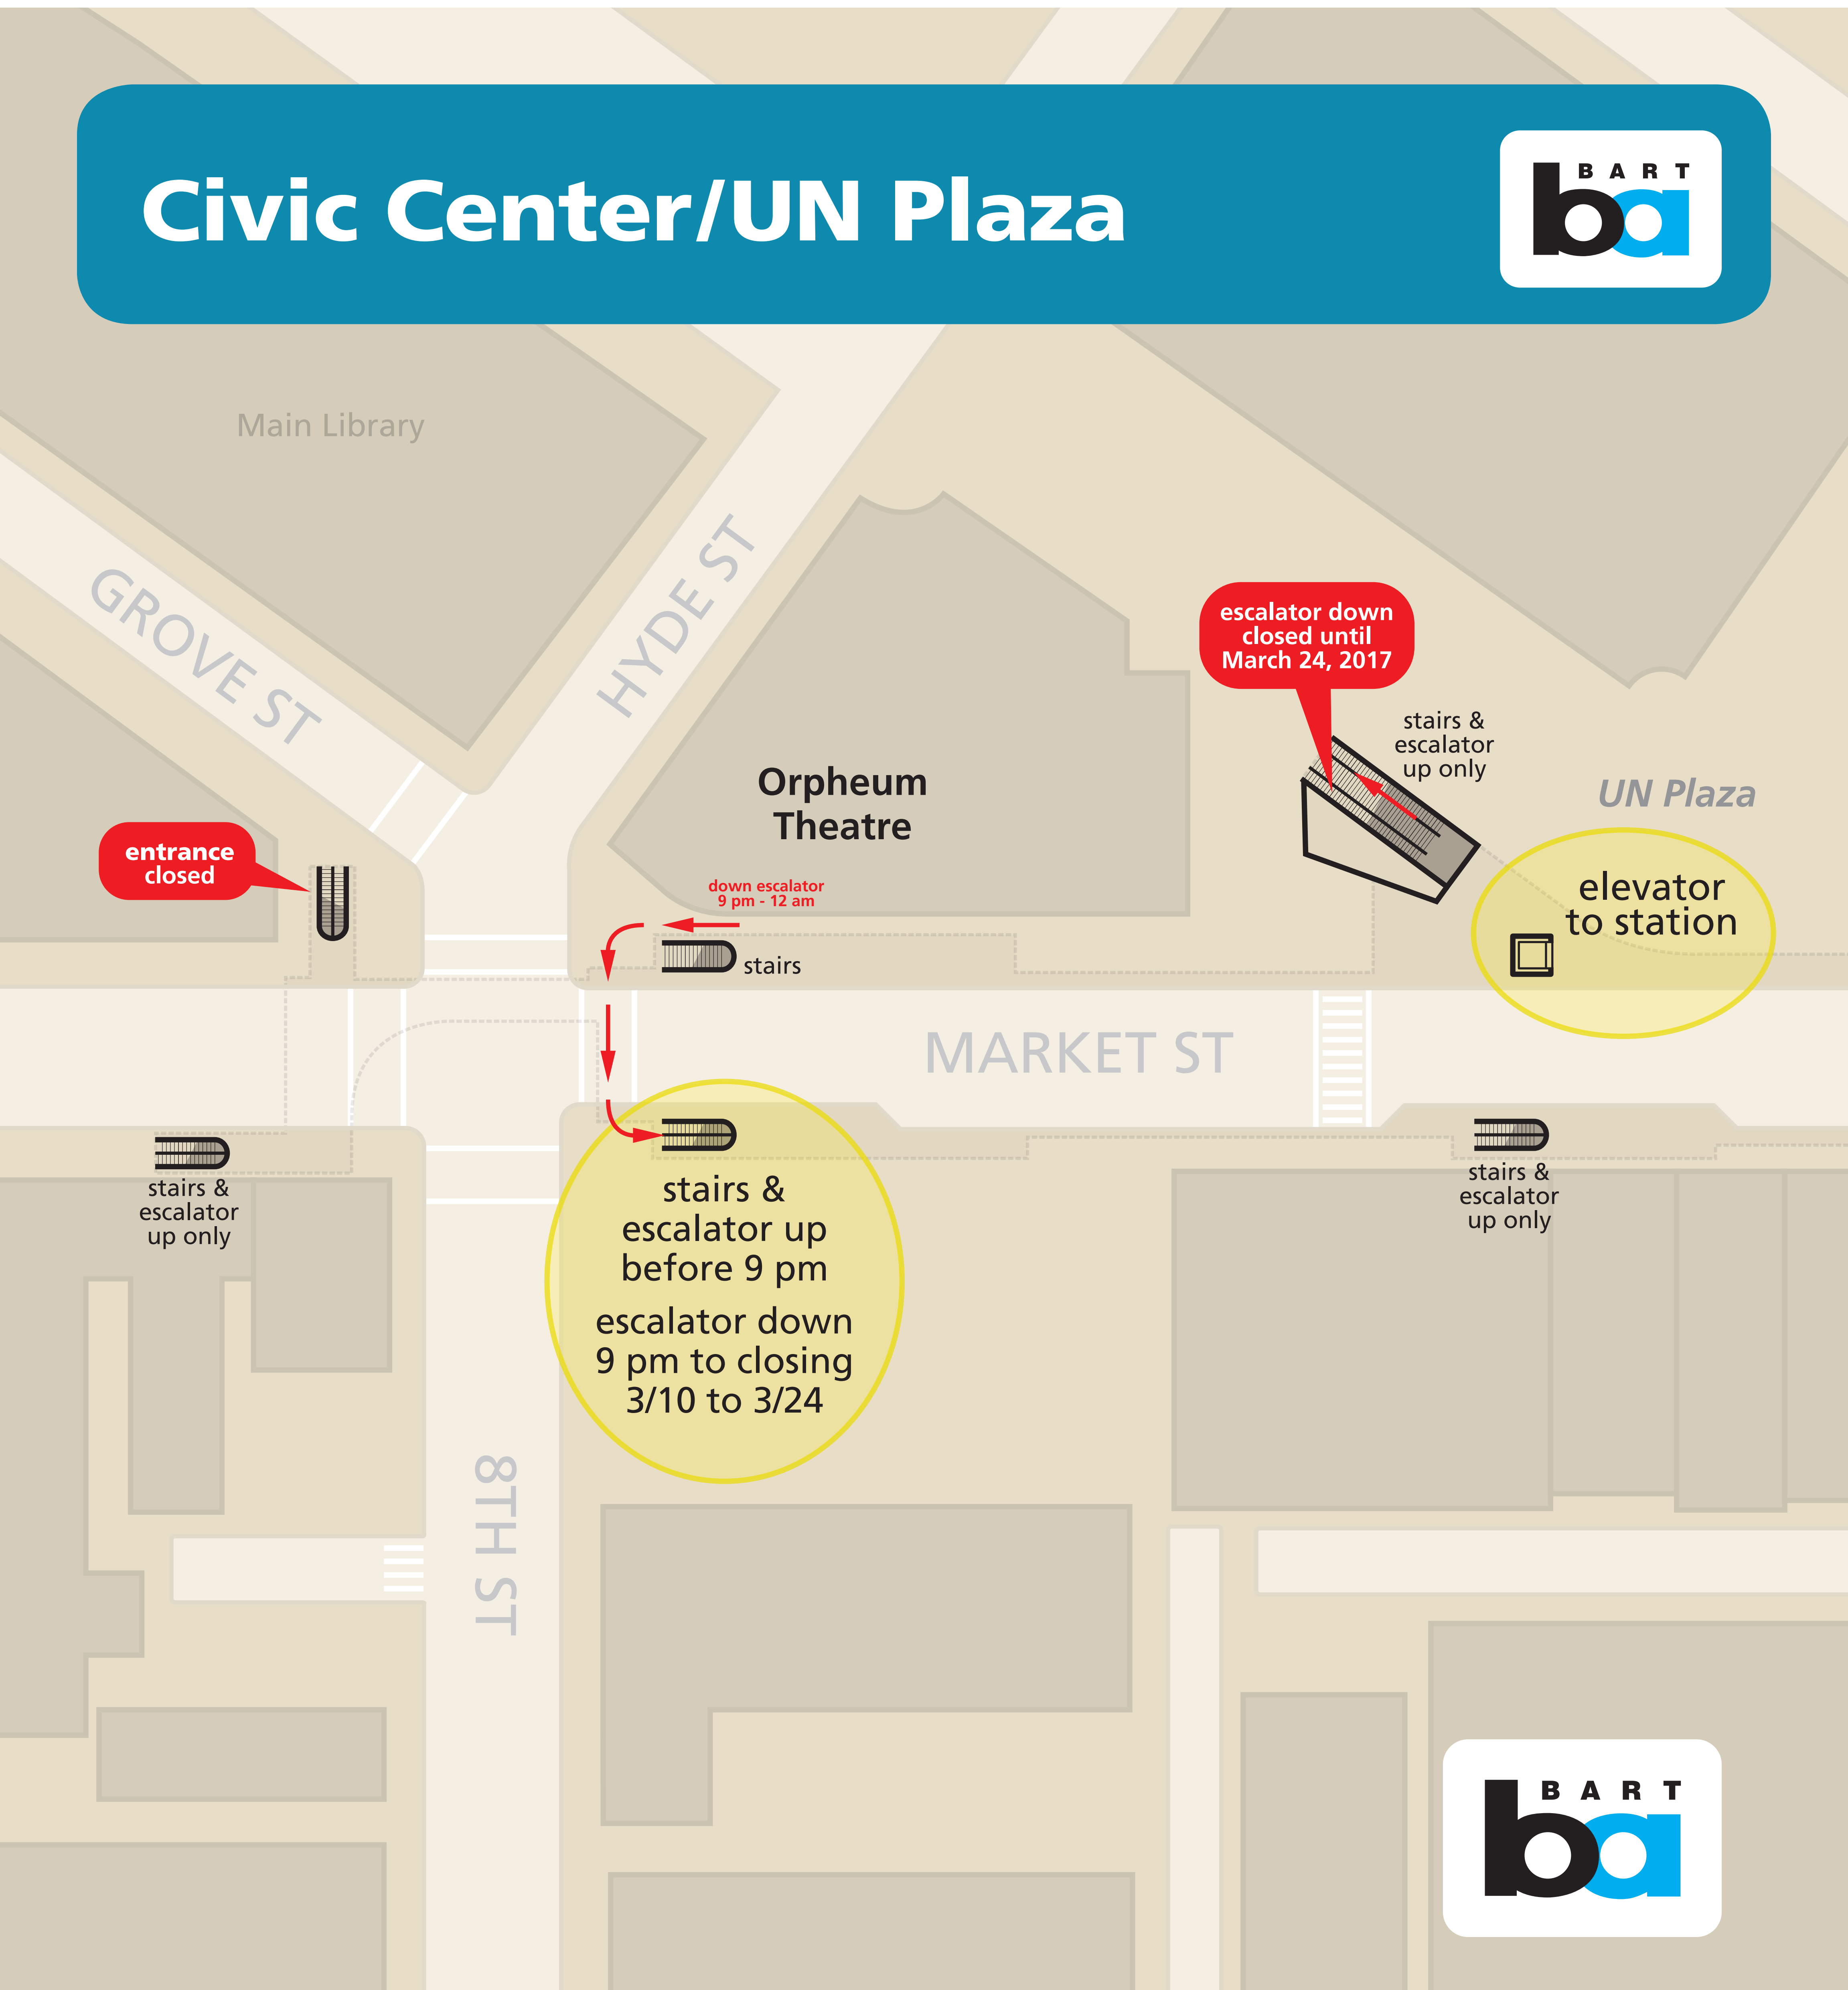 Civic Center/UN Plaza
BART
ba
Main Library
GROVE ST
HYDE ST
escalator down
closed until
March 24, 2017
stairs &
escalator
up only
UN Plaza
Orpheum
Theatre
entrance
closed
down escalator
9 pm - 12 am
stairs
elevator
to station
MARKET ST
stairs &
escalator
up only
stairs &
escalator up
before 9 pm
escalator down
9 pm to closing
3/10 to 3/24
stairs &
escalator
up only
8TH ST
BART
ba